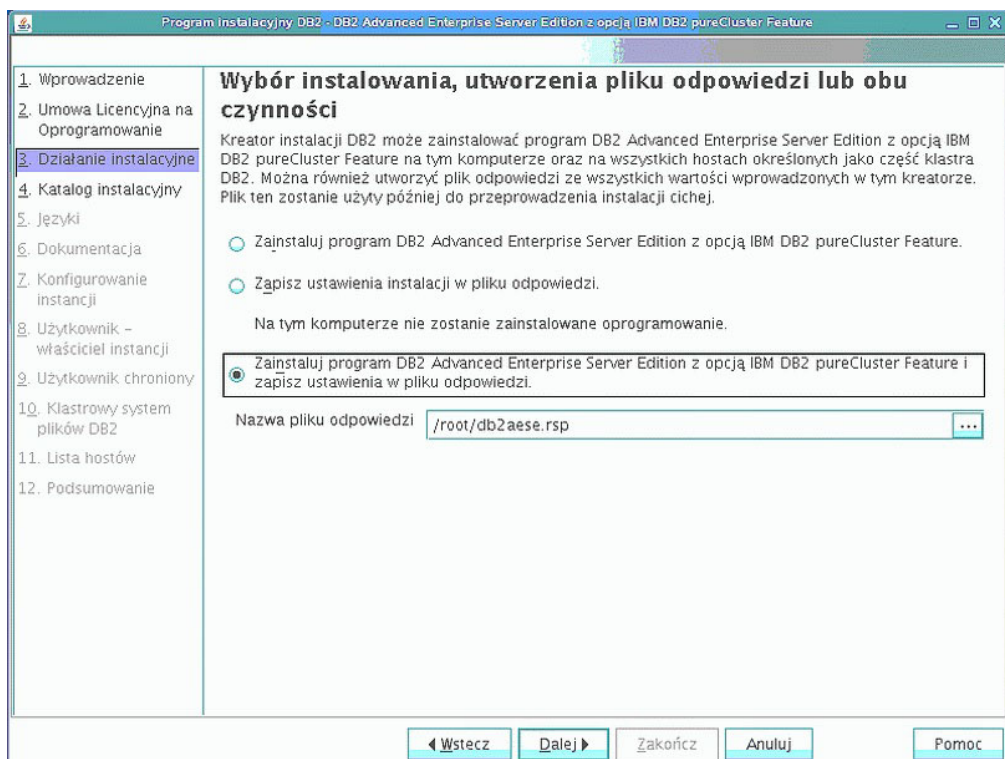 Program instalacyjny DB2 - DB2 Advanced Enterprise Server Edition z opcją IBM DB2 pureCluster Feature
1. Wprowadzenie
2. Umowa Licencyjna na
Oprogramowanie
3. Działanie instalacyjne
4. Katalog instalacyjny
5. Języki
6. Dokumentacja
7. Konfigurowanie
instancji
8. Użytkownik –
właściciel instancji
9. Użytkownik chroniony
10. Klastrowy system
plików DB2
11. Lista hostów
12. Podsumowanie
Wybór instalowania, utworzenia pliku odpowiedzi lub obu
czynności
Kreator instalacji DB2 może zainstalować program DB2 Advanced Enterprise Server Edition z opcją IBM
DB2 pureCluster Feature na tym komputerze oraz na wszystkich hostach określonych jako część klastra
DB2. Można również utworzyć plik odpowiedzi ze wszystkich wartości wprowadzonych w tym kreatorze.
Plik ten zostanie użyty później do przeprowadzenia instalacji cichej.
Zainstaluj program DB2 Advanced Enterprise Server Edition z opcją IBM DB2 pureCluster Feature.
Zapisz ustawienia instalacji w pliku odpowiedzi.
Na tym komputerze nie zostanie zainstalowane oprogramowanie.
Zainstaluj program DB2 Advanced Enterprise Server Edition z opcją IBM DB2 pureCluster Feature i
zapisz ustawienia w pliku odpowiedzi.
Nazwa pliku odpowiedzi /root/db2aese.rsp ...
Wstecz Dalej Zakończ Anuluj Pomoc